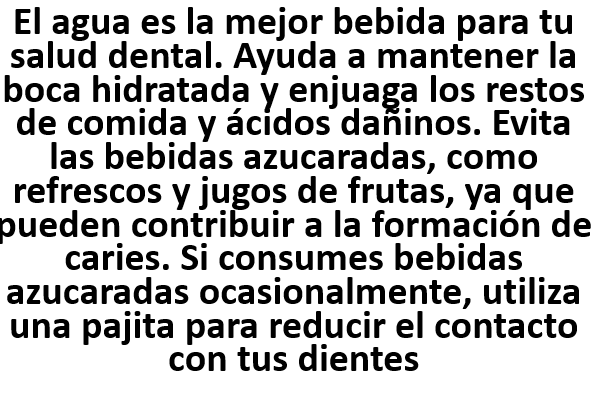 El agua es la mejor bebida para tu
salud dental. Ayuda a mantener la
boca hidratada y enjuaga los restos
de comida y ácidos dañinos. Evita
las bebidas azucaradas, como
refrescos y jugos de frutas, ya que
pueden contribuir a la formación de
caries. Si consumes bebidas
azucaradas ocasionalmente, utiliza
una pajita para reducir el contacto
con tus dientes